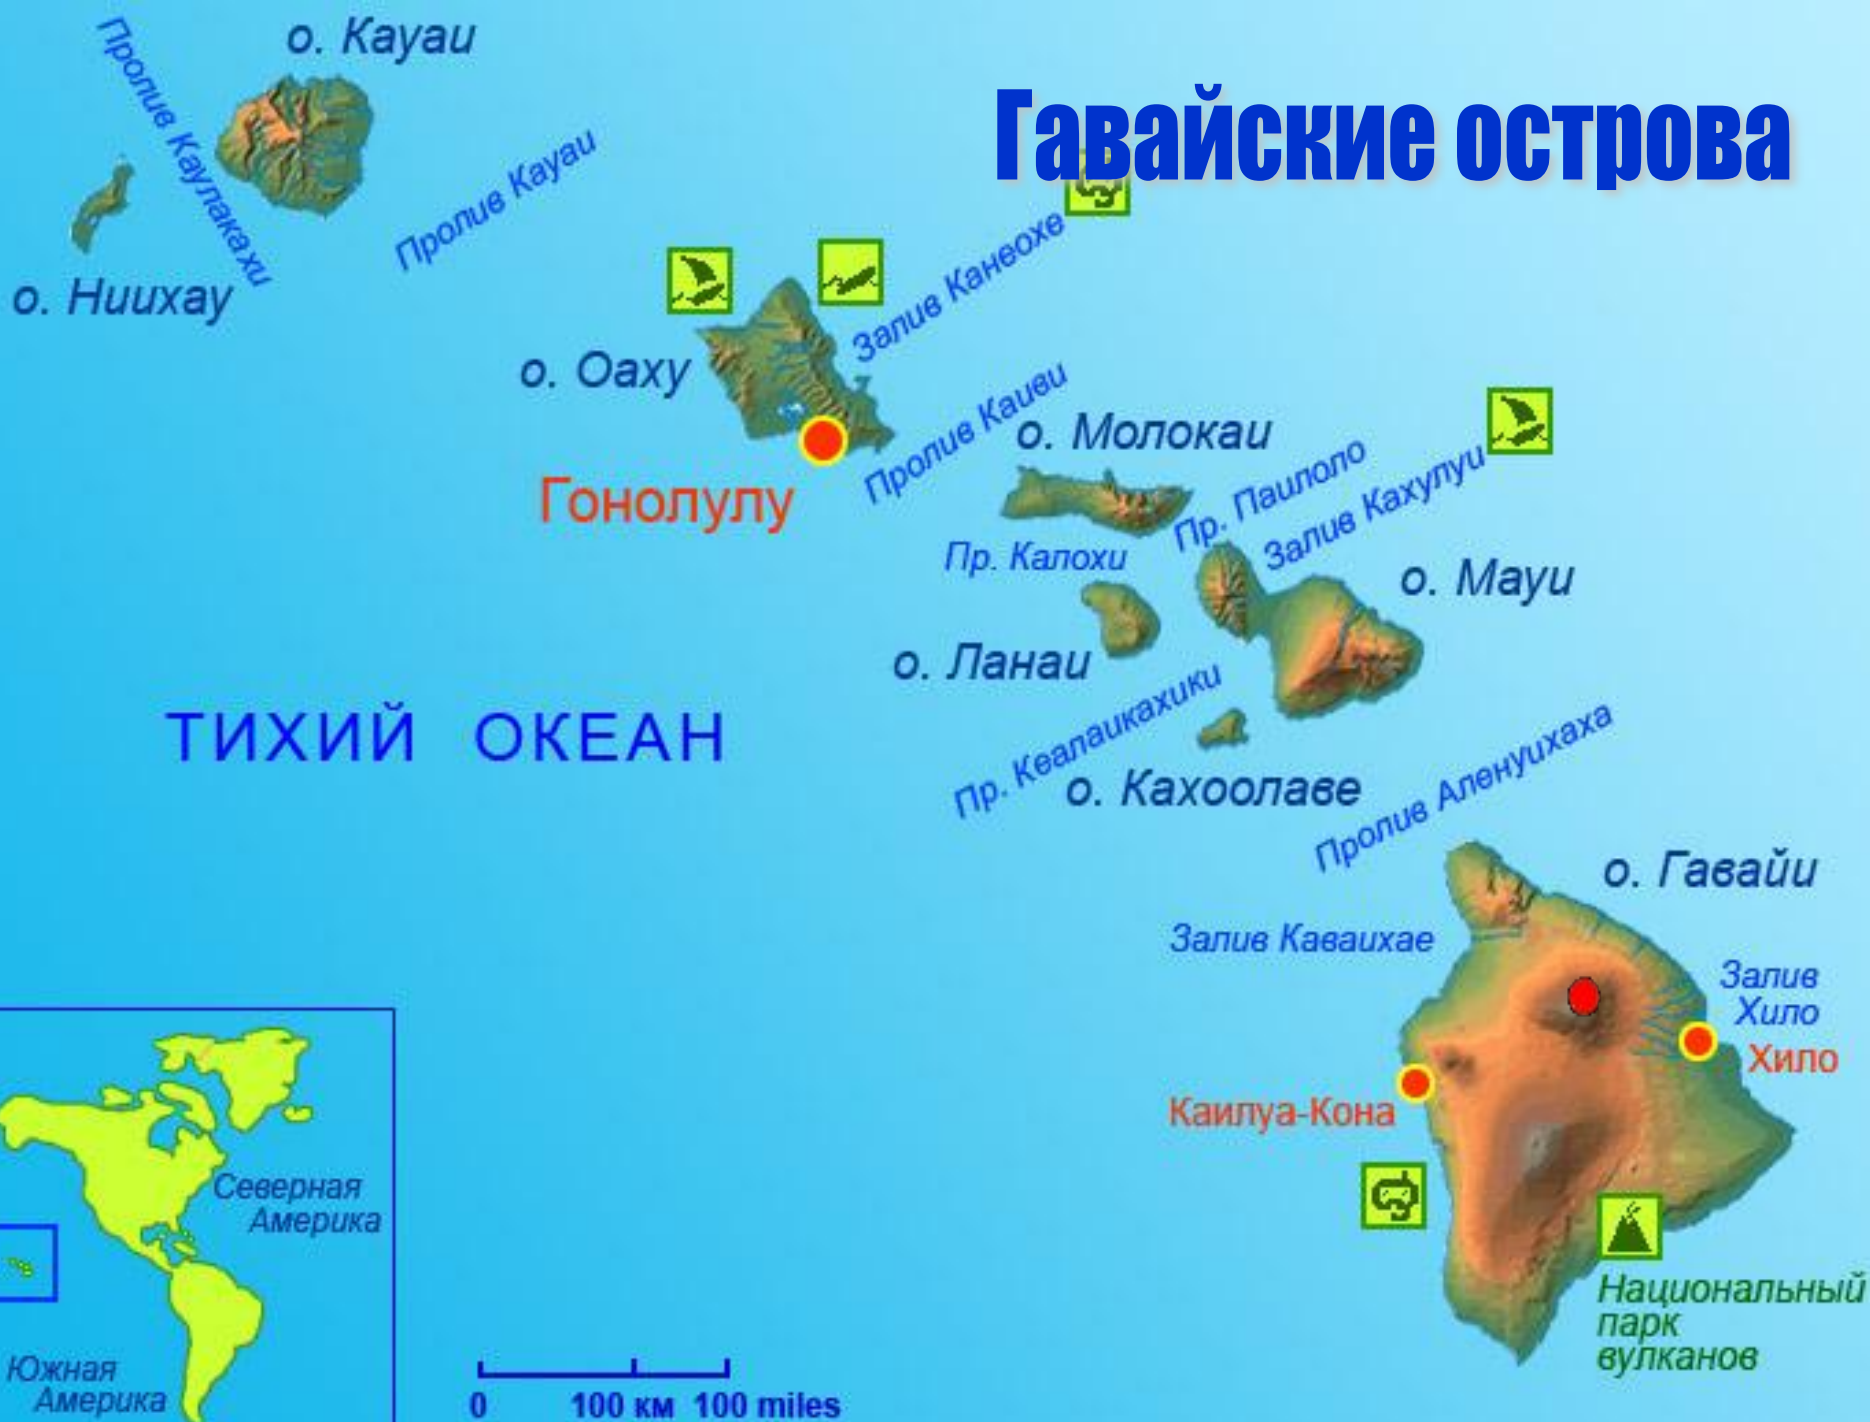 Гавайские острова
о. Кауаи
Пролив Каулакахи
Пролив Кауаи
о. Ниихау
Залив Канеохе
о. Оаху
Пролив Каиви
о. Молокаи
Гонолулу
Пр. Паилоло
Залив Кахулуи
Пр. Калохи
о. Мауи
о. Ланаи
ТИХИЙ ОКЕАН
Пр. Кеалаикахики
о. Кахоолаве
Пролив Аленуихаха
о. Гавайи
Залив Каваихае
Залив
Хило
Хило
Каилуа-Кона
Национальный
парк
вулканов
Северная
Америка
Южная
Америка
0 100 км 100 miles